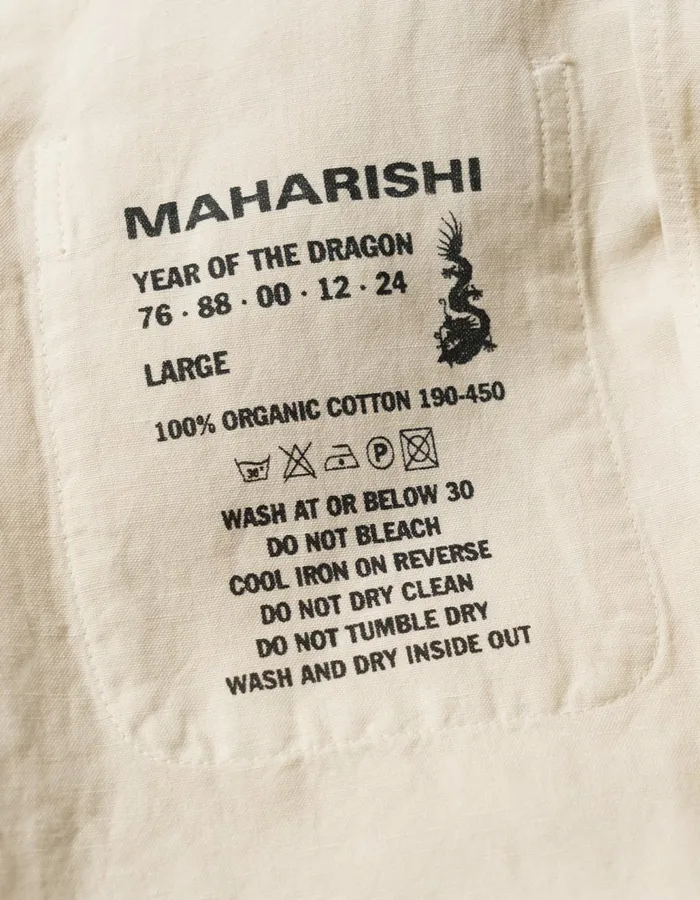 MAHARISHI
YEAR OF THE DRAGON
76 · 88 · 00 · 12 · 24
LARGE
100% ORGANIC COTTON 190-450
30° P
WASH AT OR BELOW 30
DO NOT BLEACH
COOL IRON ON REVERSE
DO NOT DRY CLEAN
DO NOT TUMBLE DRY
WASH AND DRY INSIDE OUT